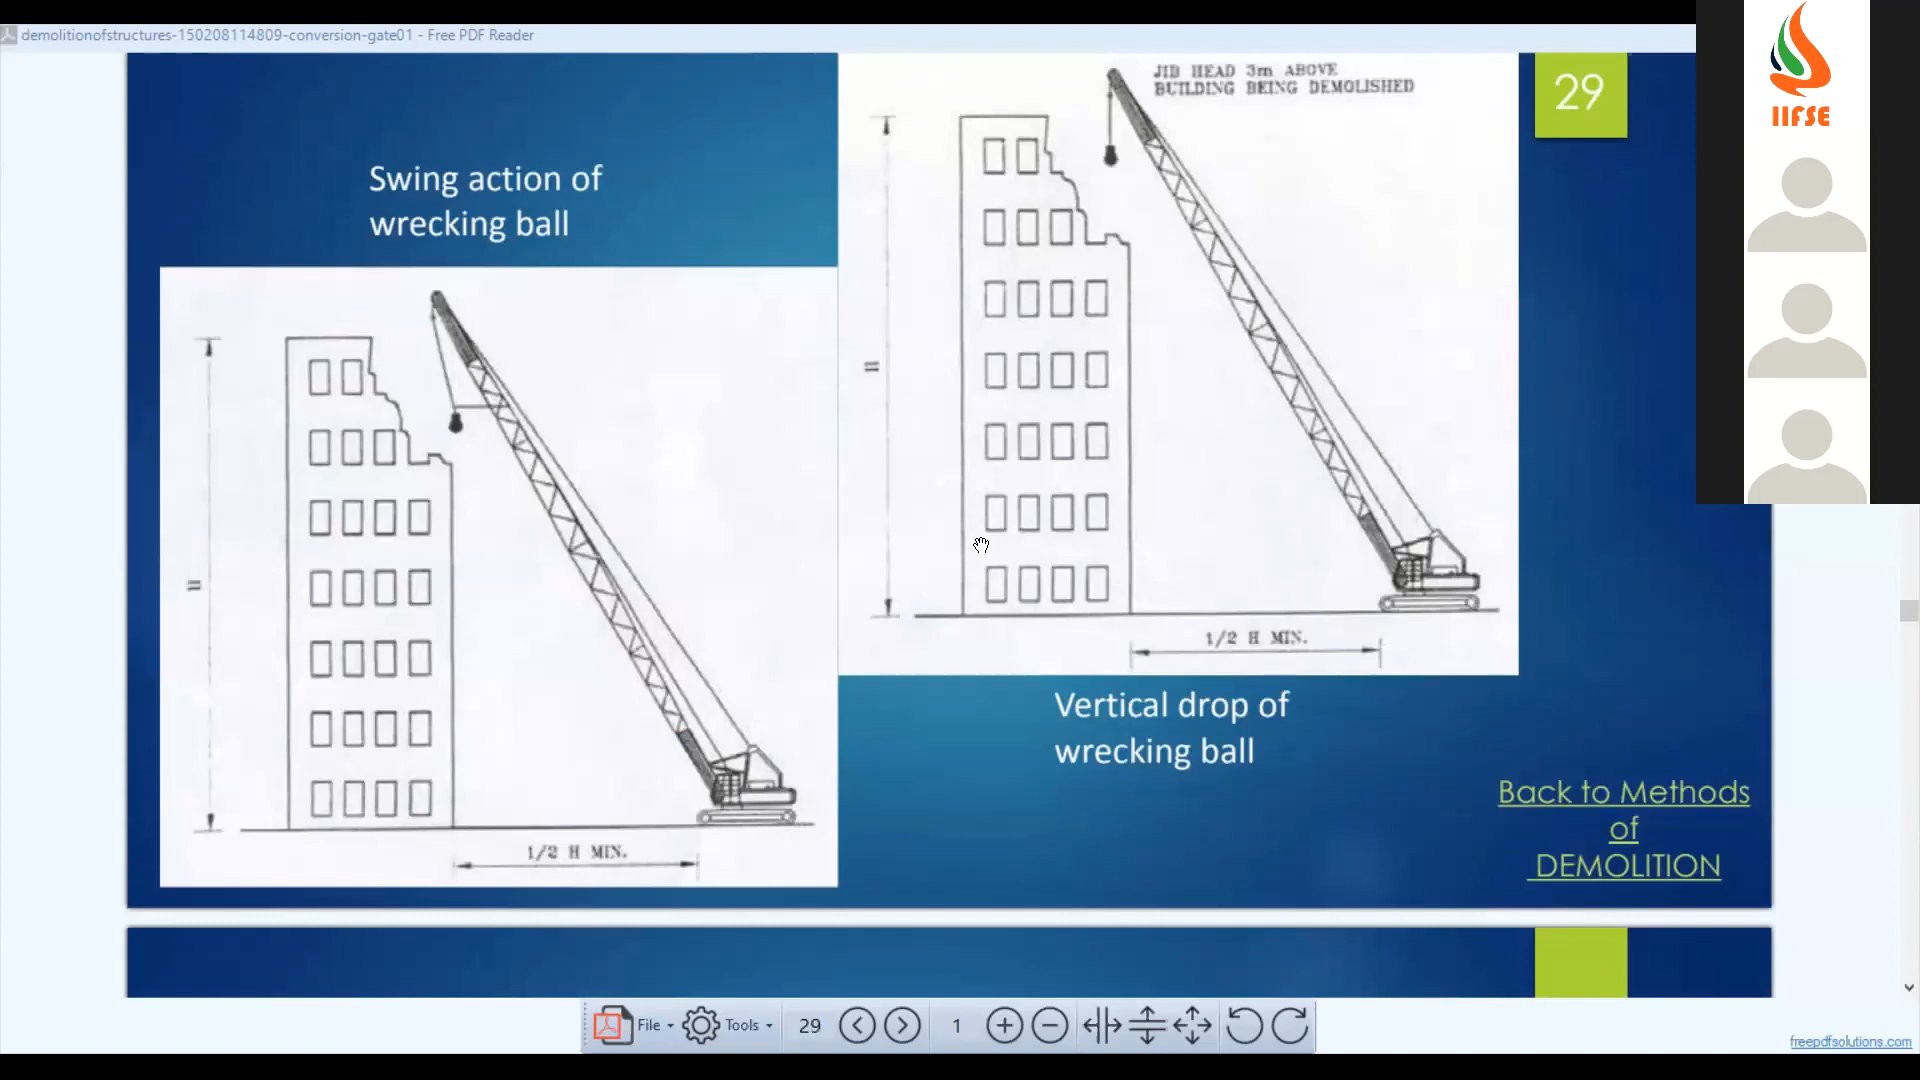 demolitionofstructures-150208114809-conversion-gate01 - Free PDF Reader
IIFSE
29
JIB HEAD 3m ABOVE
BUILDING BEING DEMOLISHED
Swing action of
wrecking ball
H
1/2 H MIN.
H
1/2 H MIN.
Vertical drop of
wrecking ball
Back to Methods
of
DEMOLITION
File
Tools
29
1
freepdfsolutions.com